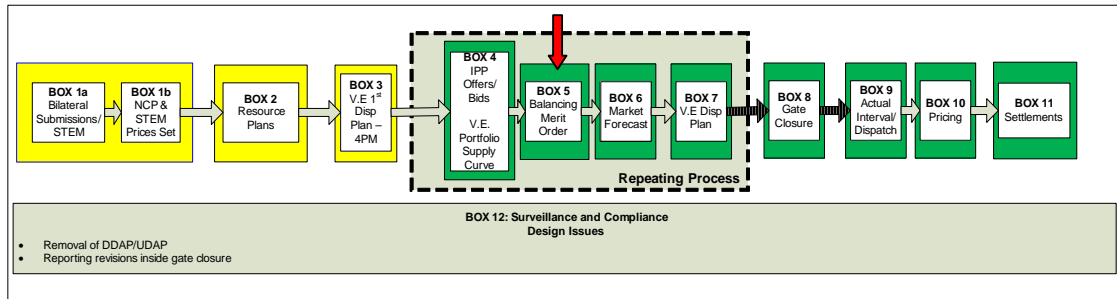 BOX 1a
Bilateral
Submissions/
STEM
BOX 1b
NCP &
STEM
Prices Set
BOX 2
Resource
Plans
BOX 3
V.E 1st
Disp
Plan –
4PM
BOX 4
IPP
Offers/
Bids
V.E.
Portfolio
Supply
Curve
BOX 5
Balancing
Merit
Order
BOX 6
Market
Forecast
BOX 7
V.E Disp
Plan
Repeating Process
BOX 8
Gate
Closure
BOX 9
Actual
Interval/
Dispatch
BOX 10
Pricing
BOX 11
Settlements
BOX 12: Surveillance and Compliance
Design Issues
• Removal of DDAP/UDAP
• Reporting revisions inside gate closure